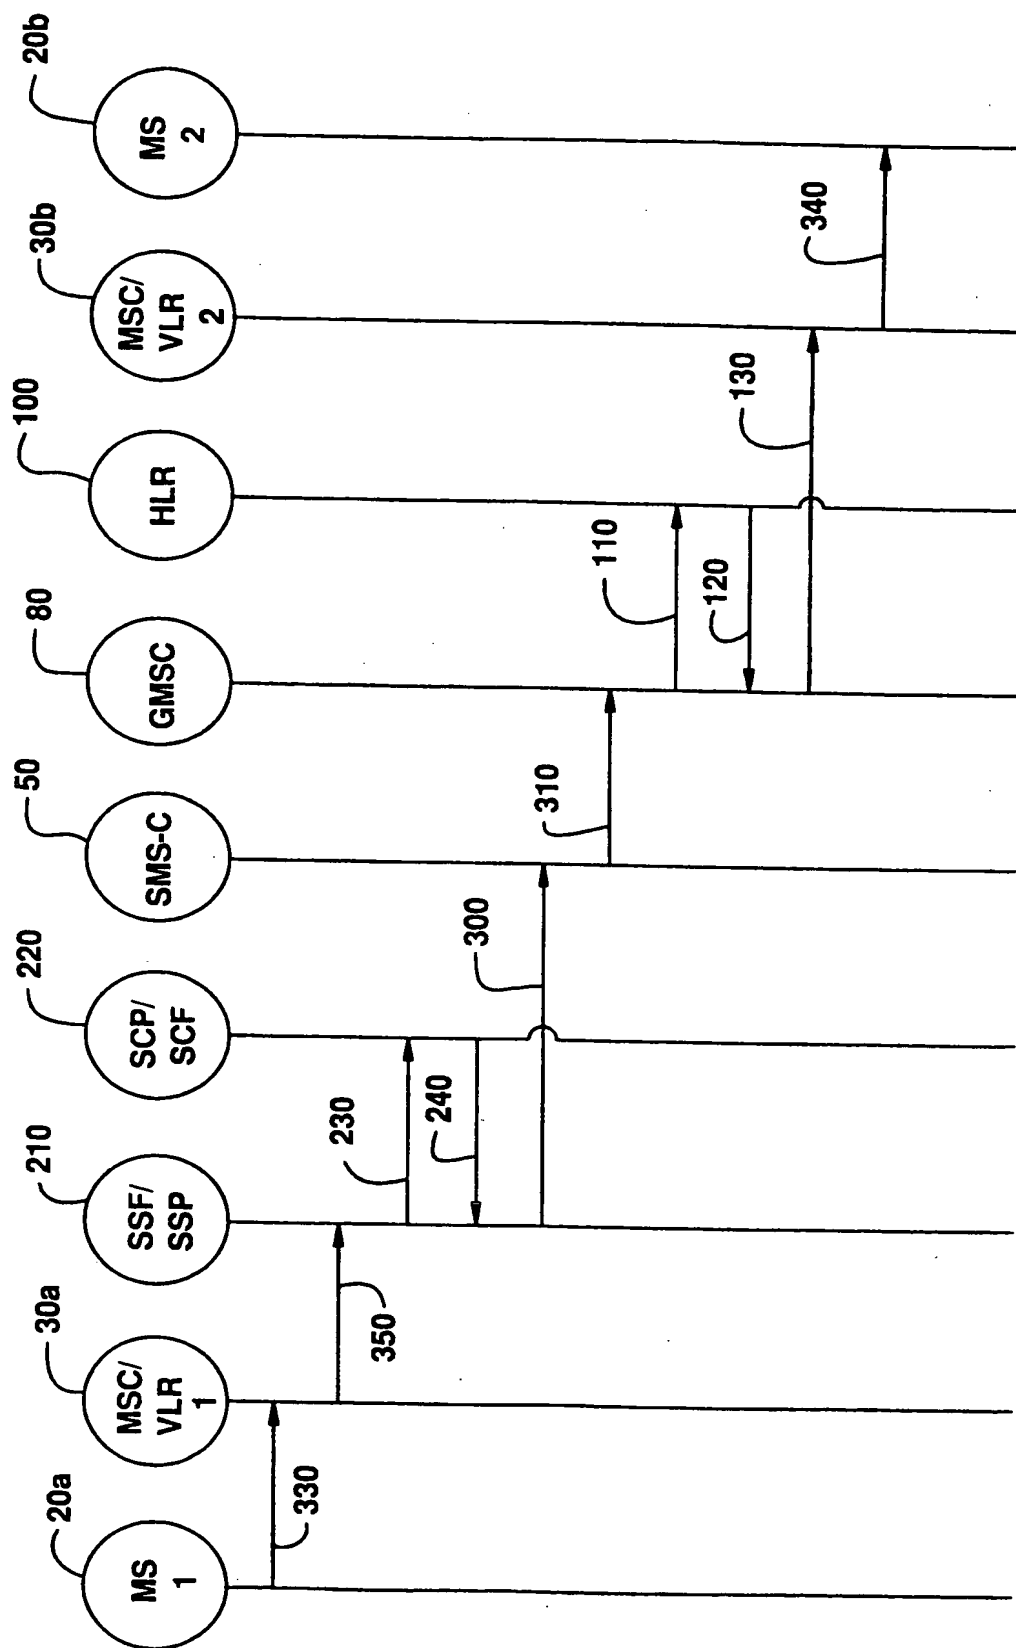 20a
30a
210
220
50
80
100
30b
20b
MS
1
MSC/
VLR
1
SSF/
SSP
SCP/
SCF
SMS-C
GMSC
HLR
MSC/
VLR
2
MS
2
330
350
230
240
300
310
110
120
130
340